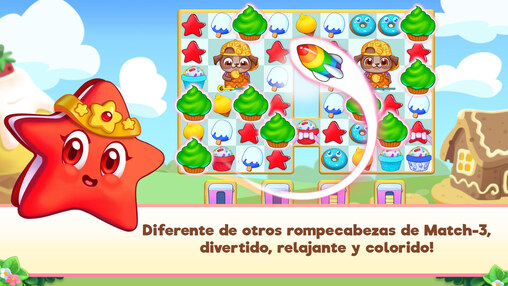 Diferente de otros rompecabezas de Match-3,
divertido, relajante y colorido!